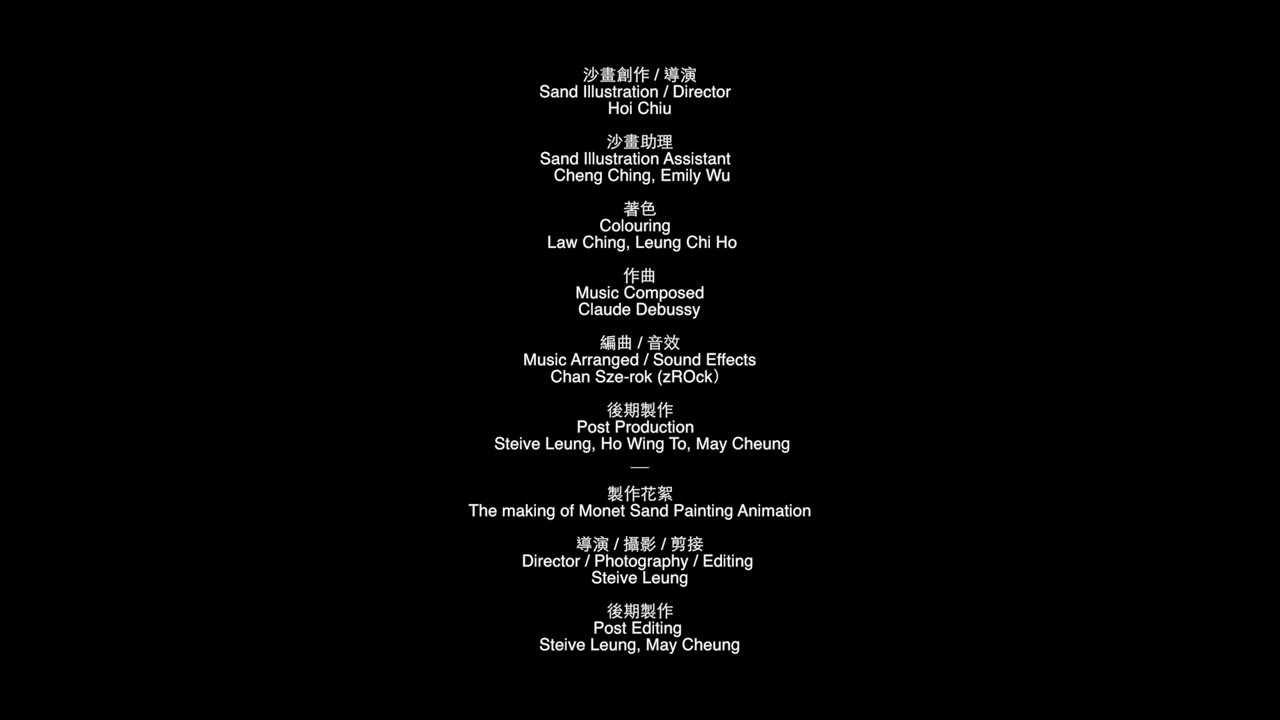 沙畫創作 / 導演
Sand Illustration / Director
Hoi Chiu
沙畫助理
Sand Illustration Assistant
Cheng Ching, Emily Wu
著色
Colouring
Law Ching, Leung Chi Ho
作曲
Music Composed
Claude Debussy
編曲 / 音效
Music Arranged / Sound Effects
Chan Sze-rok (zROck）
後期製作
Post Production
Steive Leung, Ho Wing To, May Cheung
__
製作花絮
The making of Monet Sand Painting Animation
導演 / 攝影 / 剪接
Director / Photography / Editing
Steive Leung
後期製作
Post Editing
Steive Leung, May Cheung